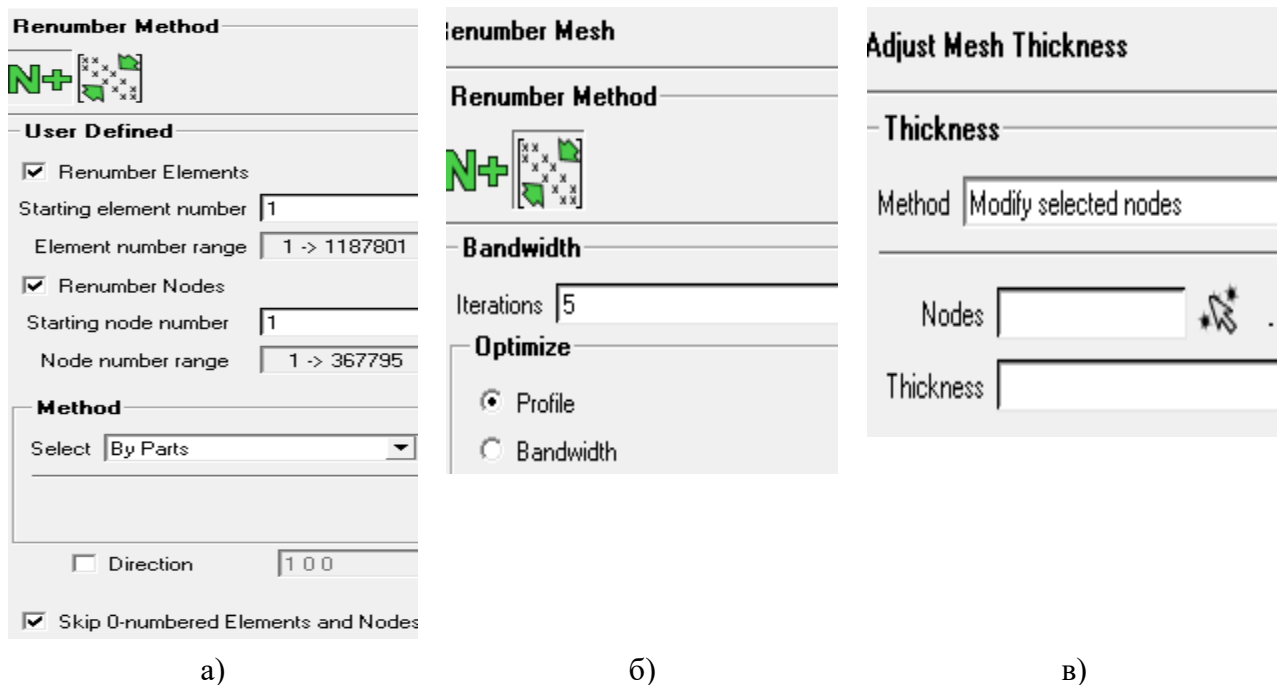 Renumber Method
N+
User Defined
Renumber Elements
Starting element number 1
Element number range 1 -> 1187801
Renumber Nodes
Starting node number 1
Node number range 1 -> 367795
Method
Select By Parts
Direction 1 0 0
Skip 0-numbered Elements and Nodes
а)
enumber Mesh
Renumber Method
N+
Bandwidth
Iterations 5
Optimize
Profile
Bandwidth
б)
Adjust Mesh Thickness
Thickness
Method Modify selected nodes
Nodes
Thickness
в)